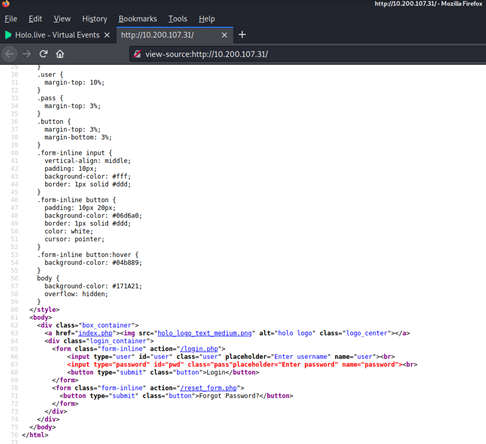 http://10.200.107.31/ - Mozilla Firefox
File Edit View History Bookmarks Tools Help
Holo.live - Virtual Events × http://10.200.107.31/ × +
view-source:http://10.200.107.31/
29 }
30 .user {
31 margin-top: 10%;
32 }
33 .pass {
34 margin-top: 3%;
35 }
36 .button {
37 margin-top: 3%;
38 margin-bottom: 3%;
39 }
40 .form-inline input {
41 vertical-align: middle;
42 padding: 10px;
43 background-color: #fff;
44 border: 1px solid #ddd;
45 }
46 .form-inline button {
47 padding: 10px 20px;
48 background-color: #06d6a0;
49 border: 1px solid #ddd;
50 color: white;
51 cursor: pointer;
52 }
53 .form-inline button:hover {
54 background-color: #04b889;
55 }
56 body {
57 background-color: #171A21;
58 overflow: hidden;
59 }
60 </style>
61 <body>
62 <div class="box_container">
63 <a href="index.php"><img src="holo_logo_text_medium.png" alt="holo logo" class="logo_center"></a>
64 <div class="login_container">
65 <form class="form-inline" action="/login.php">
66 <input type="user" id="user" class="user" placeholder="Enter username" name="user"><br>
67 <input type="password" id="pwd" class="pass"placeholder="Enter password" name="password"><br>
68 <button type="submit" class="button">Login</button>
69 </form>
70 <form class="form-inline" action="/reset_form.php">
71 <button type="submit" class="button">Forgot Password?</button>
72 </form>
73 </div>
74 </div>
75 </body>
76 </html>
77